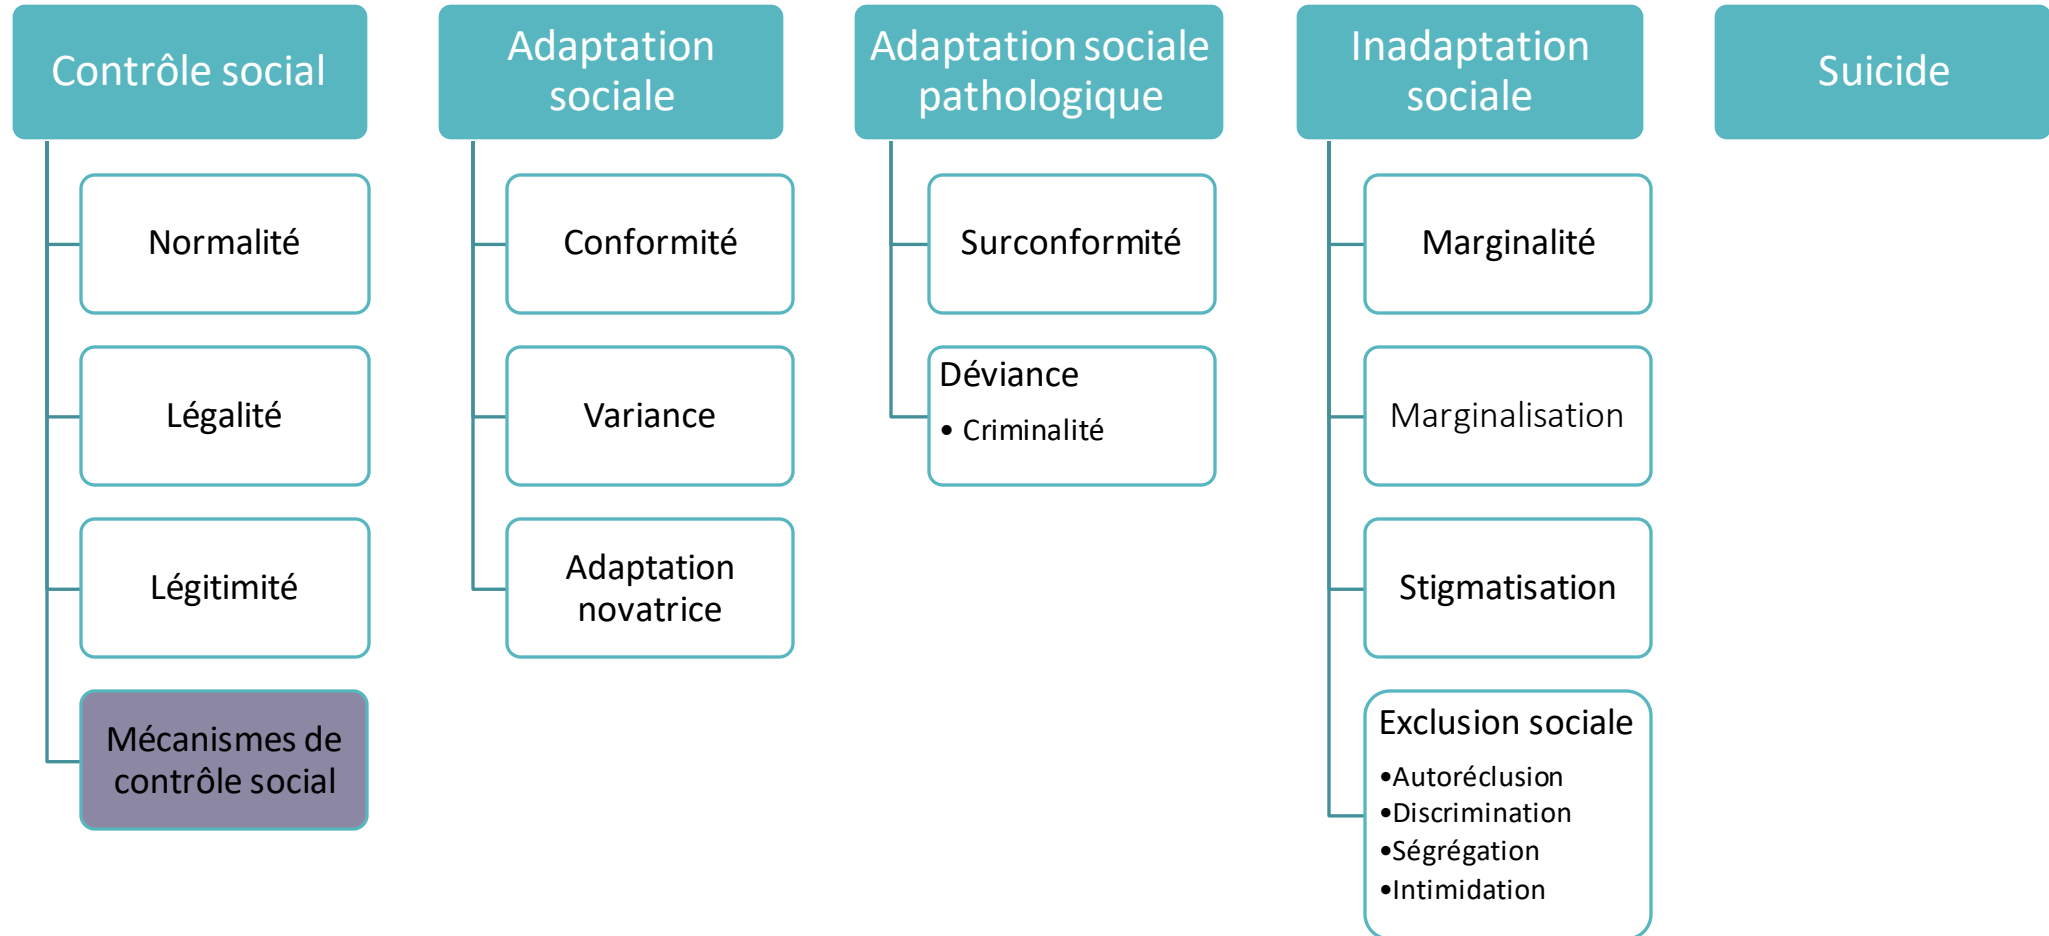 Contrôle social
Normalité
Légalité
Légitimité
Mécanismes de
contrôle social
Adaptation
sociale
Conformité
Variance
Adaptation
novatrice
Adaptation sociale
pathologique
Surconformité
Déviance
• Criminalité
Inadaptation
sociale
Marginalité
Marginalisation
Stigmatisation
Exclusion sociale
•Autoréclusion
•Discrimination
•Ségrégation
•Intimidation
Suicide